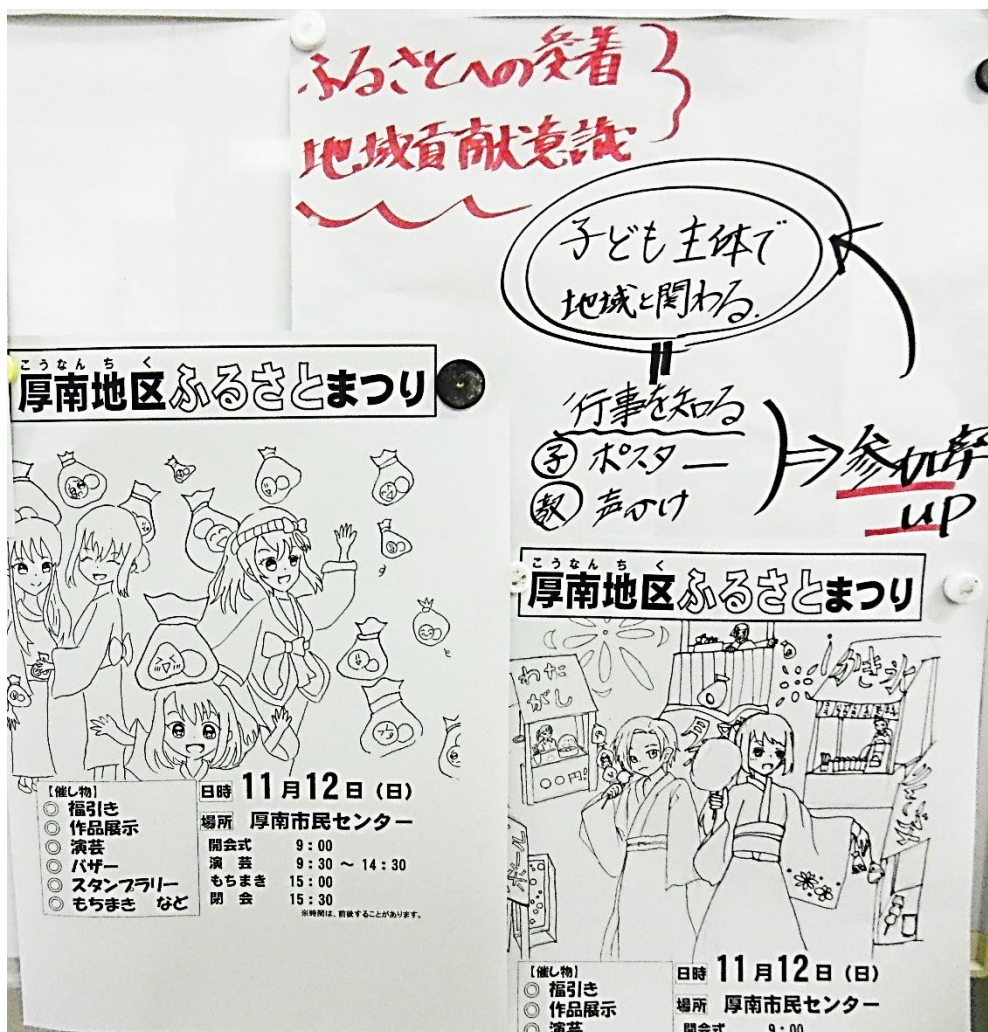 ふるさとへの愛着
地域貢献意識
子ども主体で
地域と関わる.
行事を知る
子 ポスター
教 声かけ
⇒ 参加率
up
こうなんちく
厚南地区ふるさとまつり
【催し物】
◎ 福引き
◎ 作品展示
◎ 演芸
◎ バザー
◎ スタンプラリー
◎ もちまき など
日時 11月12日(日)
場所 厚南市民センター
開会式 9:00
演芸 9:30 ~ 14:30
もちまき 15:00
閉会 15:30
※時間は、前後することがあります。
こうなんちく
厚南地区ふるさとまつり
わた
がし
〇〇円!
かき氷
ボール
【催し物】
◎ 福引き
◎ 作品展示
◎ 演芸
日時 11月12日(日)
場所 厚南市民センター
開会式 9:00